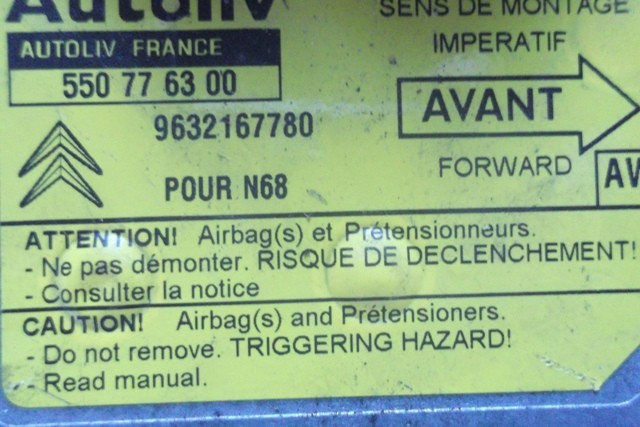 Autoliv
AUTOLIV FRANCE
550 77 63 00
SENS DE MONTAGE
IMPERATIF
AVANT
FORWARD
AV
9632167780
POUR N68
ATTENTION! Airbag(s) et Prétensionneurs.
- Ne pas démonter. RISQUE DE DECLENCHEMENT!
- Consulter la notice
CAUTION! Airbag(s) and Prétensioners.
- Do not remove. TRIGGERING HAZARD!
- Read manual.